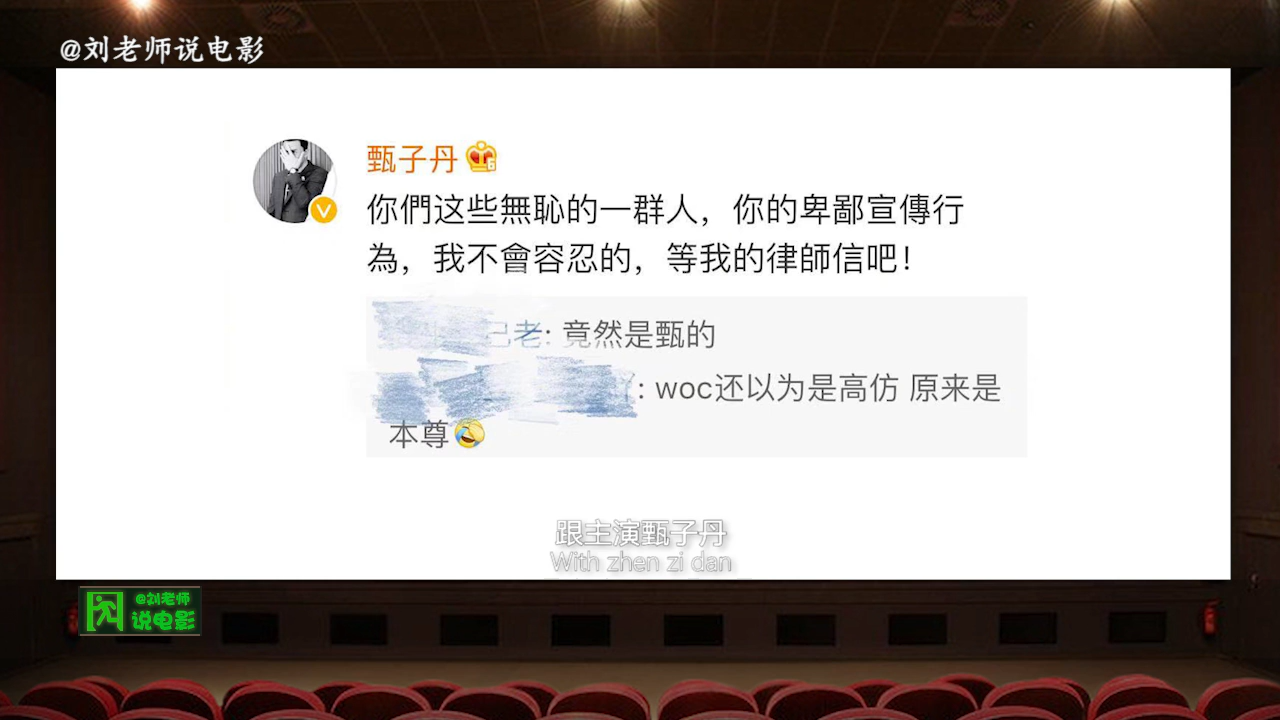 @刘老师说电影
甄子丹
你們这些無恥的一群人，你的卑鄙宣傳行
為，我不會容忍的，等我的律師信吧！
己老: 竟然是甄的
: woc还以为是高仿 原来是
本尊
跟主演甄子丹
With zhen zi dan
@刘老师
说电影